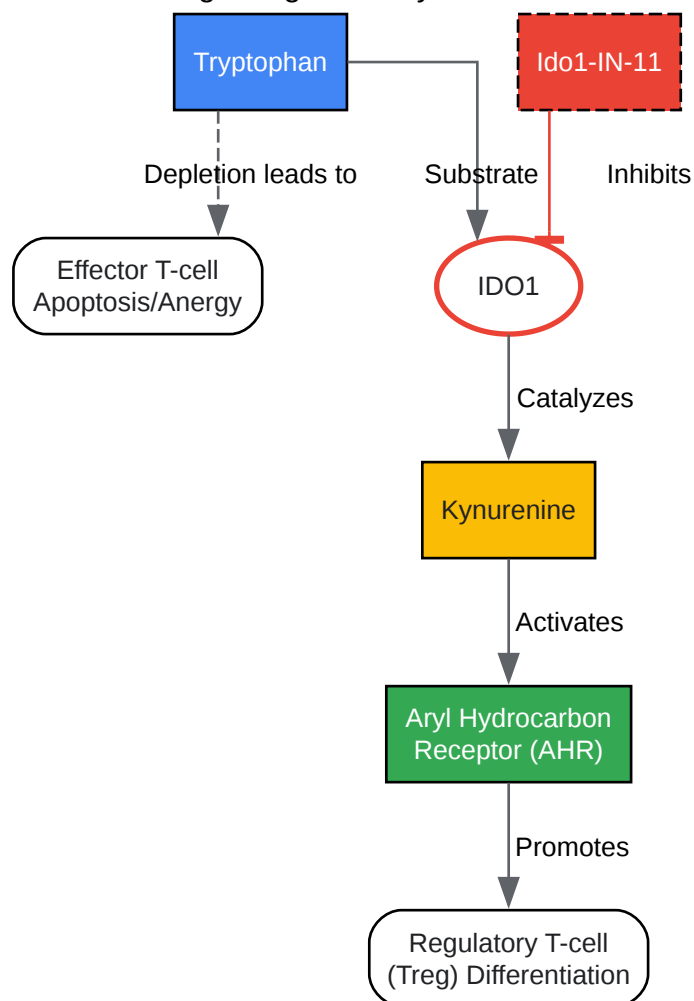 Tryptophan
Ido1-IN-11
Depletion leads to
Substrate
Inhibits
Effector T-cell
Apoptosis/Anergy
IDO1
Catalyzes
Kynurenine
Activates
Aryl Hydrocarbon
Receptor (AHR)
Promotes
Regulatory T-cell
(Treg) Differentiation